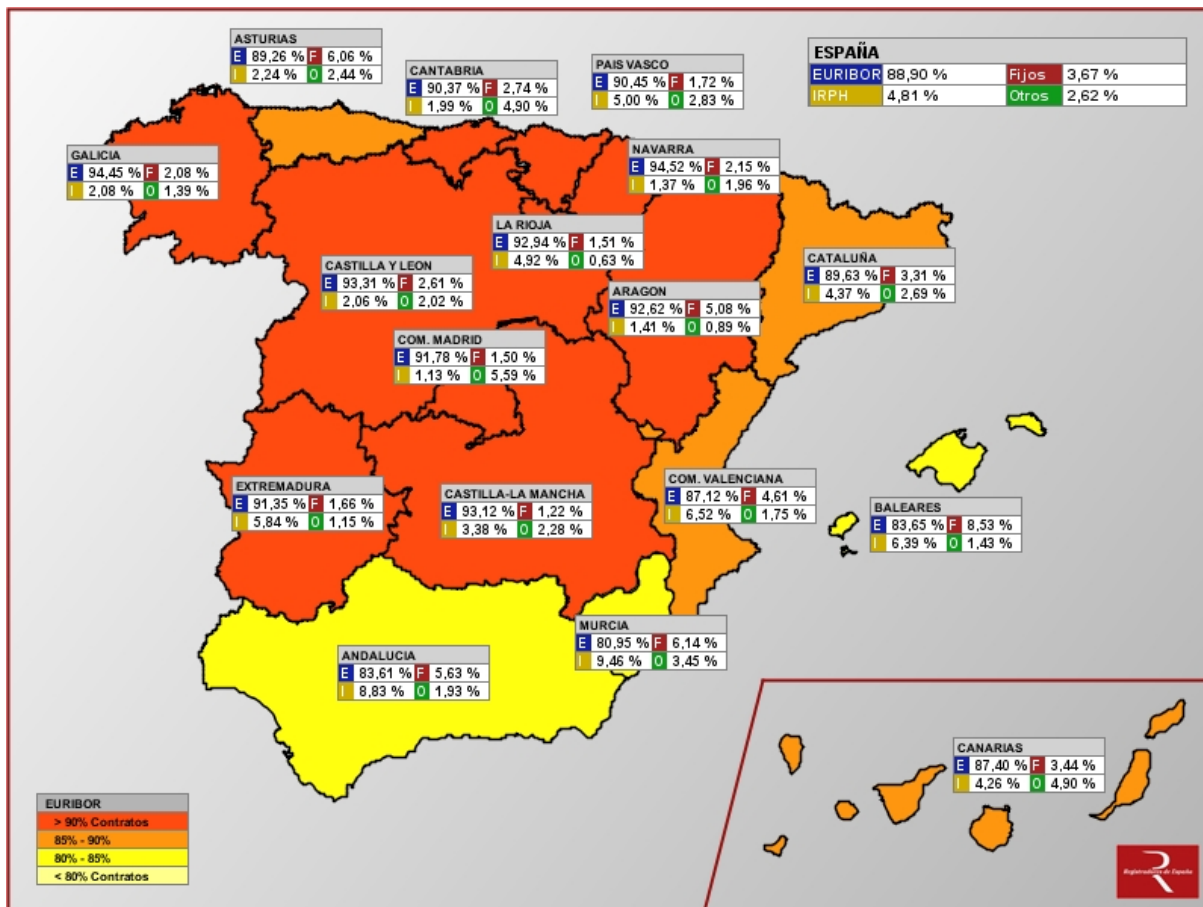 ASTURIAS
E 89,26 % F 6,06 %
I 2,24 % O 2,44 %
CANTABRIA
E 90,37 % F 2,74 %
I 1,99 % O 4,90 %
PAIS VASCO
E 90,45 % F 1,72 %
I 5,00 % O 2,83 %
ESPAÑA
EURIBOR 88,90 % Fijos 3,67 %
IRPH 4,81 % Otros 2,62 %
GALICIA
E 94,45 % F 2,08 %
I 2,08 % O 1,39 %
NAVARRA
E 94,52 % F 2,15 %
I 1,37 % O 1,96 %
LA RIOJA
E 92,94 % F 1,51 %
I 4,92 % O 0,63 %
CASTILLA Y LEON
E 93,31 % F 2,61 %
I 2,06 % O 2,02 %
CATALUÑA
E 89,63 % F 3,31 %
I 4,37 % O 2,69 %
ARAGON
E 92,62 % F 5,08 %
I 1,41 % O 0,89 %
COM. MADRID
E 91,78 % F 1,50 %
I 1,13 % O 5,59 %
EXTREMADURA
E 91,35 % F 1,66 %
I 5,84 % O 1,15 %
CASTILLA-LA MANCHA
E 93,12 % F 1,22 %
I 3,38 % O 2,28 %
COM. VALENCIANA
E 87,12 % F 4,61 %
I 6,52 % O 1,75 %
BALEARES
E 83,65 % F 8,53 %
I 6,39 % O 1,43 %
MURCIA
E 80,95 % F 6,14 %
I 9,46 % O 3,45 %
ANDALUCIA
E 83,61 % F 5,63 %
I 8,83 % O 1,93 %
CANARIAS
E 87,40 % F 3,44 %
I 4,26 % O 4,90 %
EURIBOR
> 90% Contratos
85% - 90%
80% - 85%
< 80% Contratos
R
Registradores de España